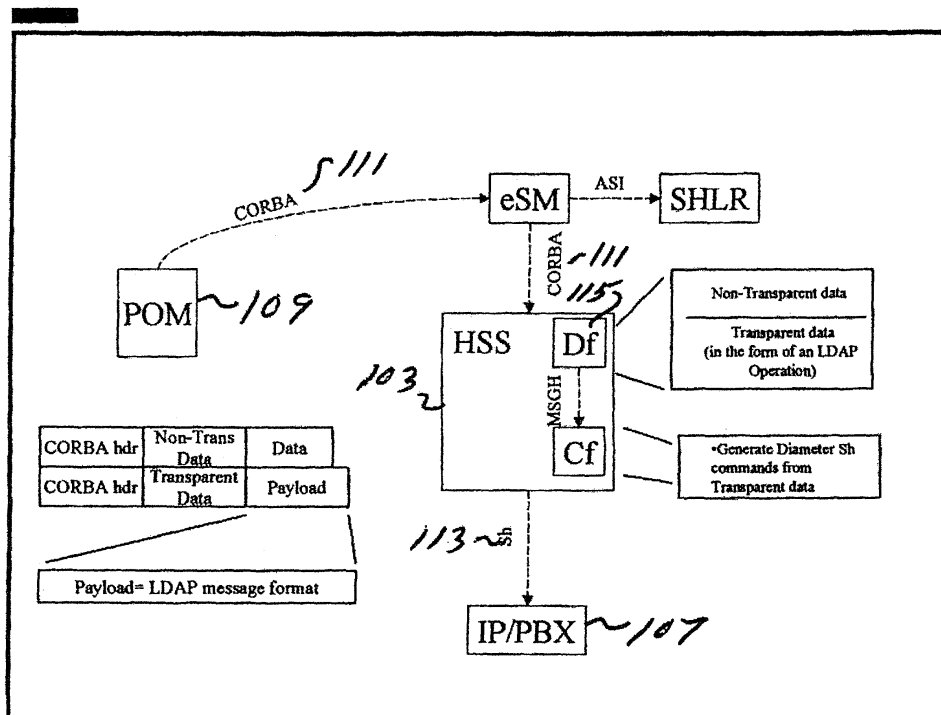 111
CORBA
eSM
ASI
SHLR
CORBA
111
POM
109
115
Non-Transparent data
Transparent data
(in the form of an LDAP
Operation)
HSS
Df
103
MSGH
Cf
•Generate Diameter Sh
commands from
Transparent data
CORBA hdr
Non-Trans
Data
Data
CORBA hdr
Transparent
Data
Payload
Payload= LDAP message format
113
Sh
IP/PBX
107